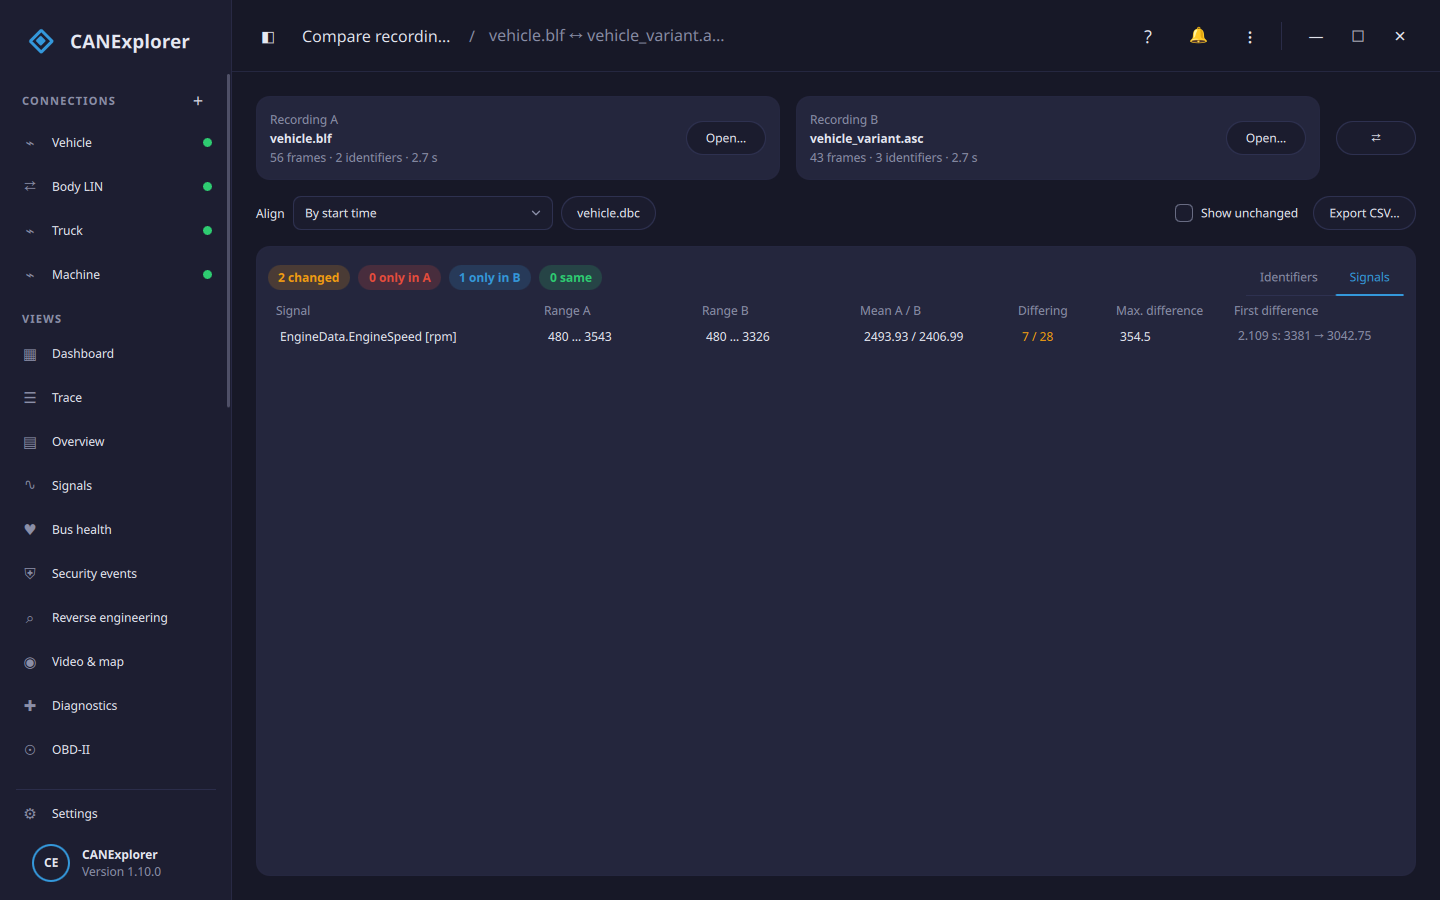 CANExplorer
Compare recordin... / vehicle.blf ↔ vehicle_variant.a...
?
CONNECTIONS +
Vehicle
Body LIN
Truck
Machine
VIEWS
Dashboard
Trace
Overview
Signals
Bus health
Security events
Reverse engineering
Video & map
Diagnostics
OBD-II
Settings
CE
CANExplorer
Version 1.10.0
Recording A
vehicle.blf
56 frames · 2 identifiers · 2.7 s
Open...
Recording B
vehicle_variant.asc
43 frames · 3 identifiers · 2.7 s
Open...
Align By start time vehicle.dbc Show unchanged Export CSV...
2 changed 0 only in A 1 only in B 0 same Identifiers Signals
Signal Range A Range B Mean A / B Differing Max. difference First difference
EngineData.EngineSpeed [rpm] 480 ... 3543 480 ... 3326 2493.93 / 2406.99 7 / 28 354.5 2.109 s: 3381 → 3042.75